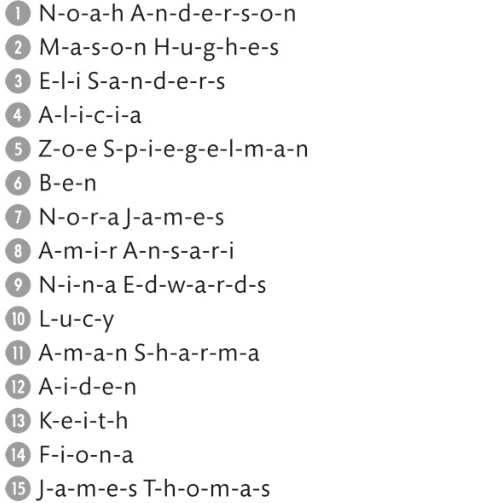 1 N-o-a-h A-n-d-e-r-s-o-n
2 M-a-s-o-n H-u-g-h-e-s
3 E-l-i S-a-n-d-e-r-s
4 A-l-i-c-i-a
5 Z-o-e S-p-i-e-g-e-l-m-a-n
6 B-e-n
7 N-o-r-a J-a-m-e-s
8 A-m-i-r A-n-s-a-r-i
9 N-i-n-a E-d-w-a-r-d-s
10 L-u-c-y
11 A-m-a-n S-h-a-r-m-a
12 A-i-d-e-n
13 K-e-i-t-h
14 F-i-o-n-a
15 J-a-m-e-s T-h-o-m-a-s